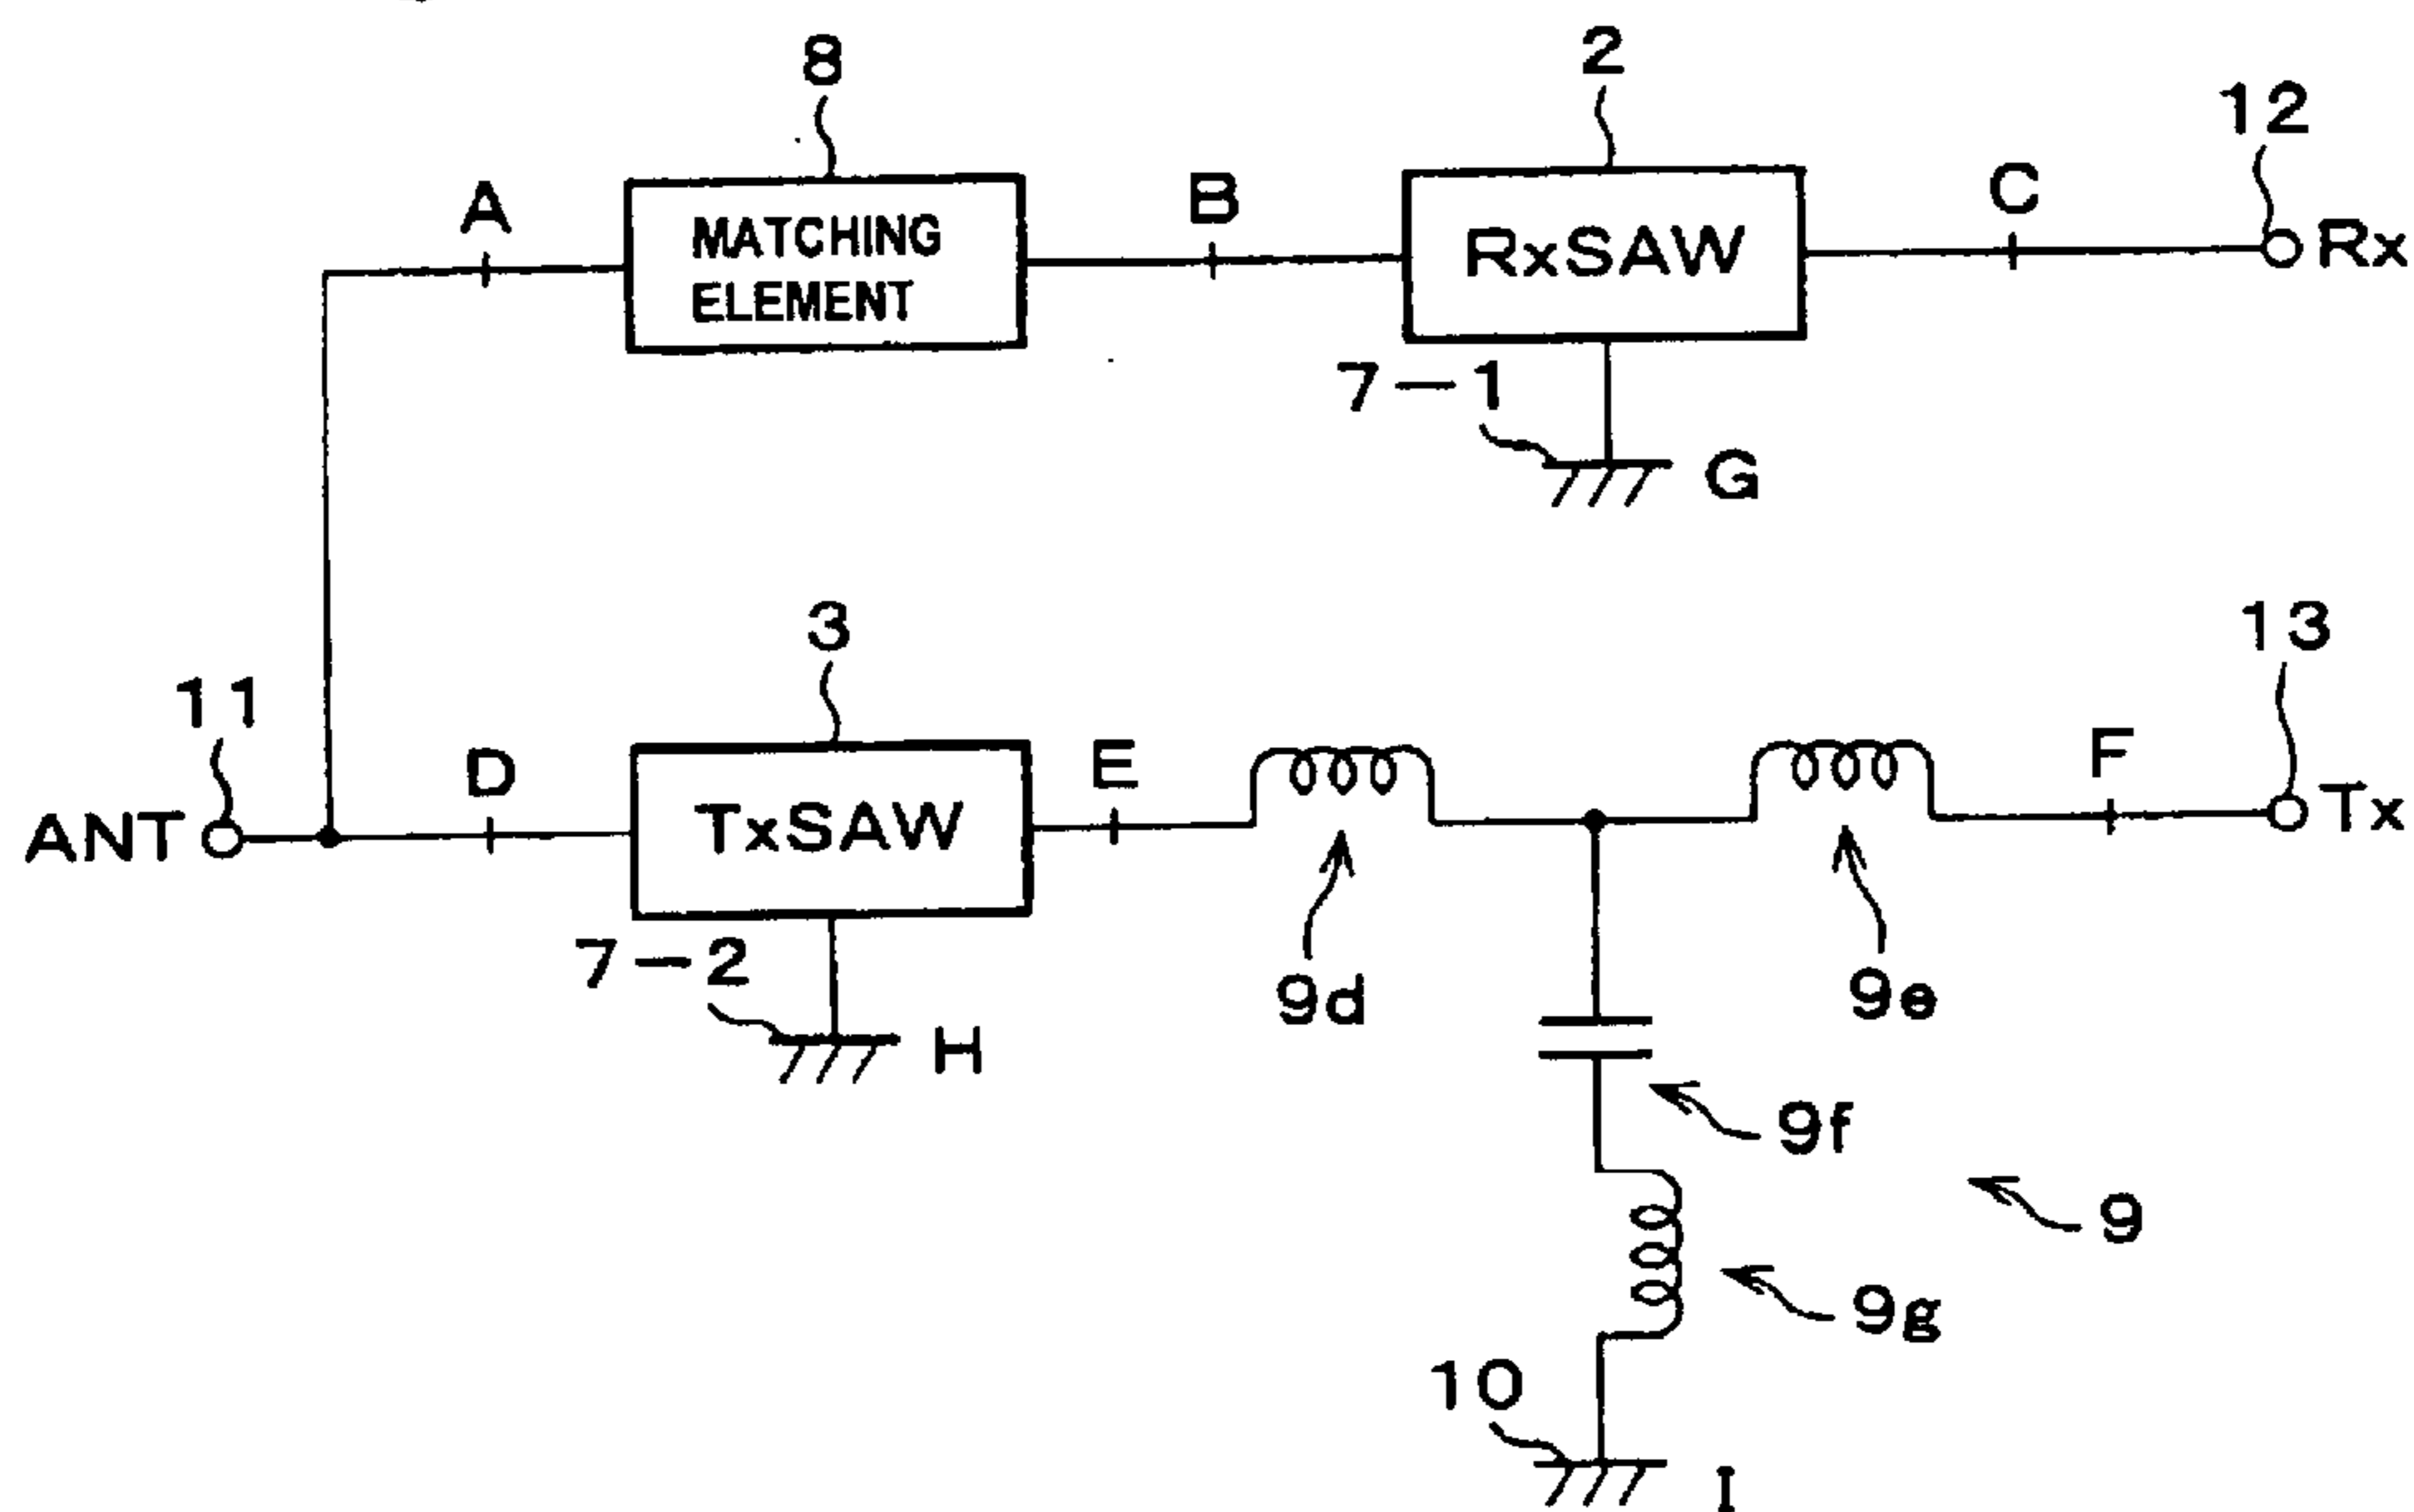 8
2
12
A
MATCHING
ELEMENT
B
RxSAW
C
Rx
7-1
G
3
13
11
D
E
F
ANT
TxSAW
Tx
7-2
H
9d
9e
9f
9
9g
10
I